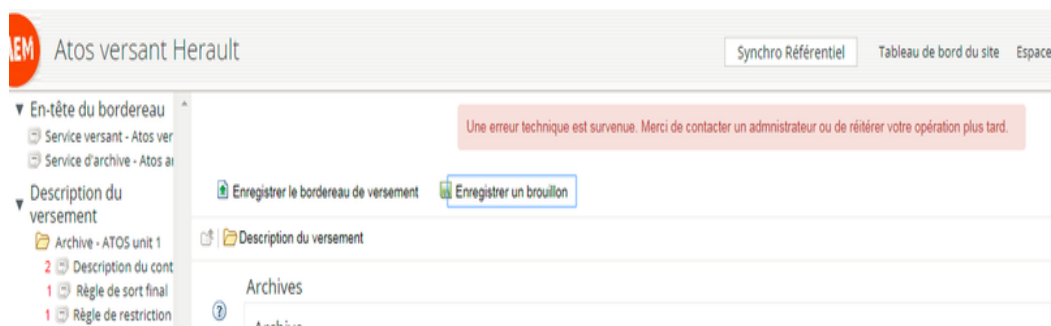 AEM
Atos versant Herault
Synchro Référentiel
Tableau de bord du site
Espace
En-tête du bordereau
Service versant - Atos ver
Service d'archive - Atos a
Description du
versement
Archive - ATOS unit 1
2 Description du cont
1 Règle de sort final
1 Règle de restriction
Une erreur technique est survenue. Merci de contacter un admnistrateur ou de réitérer votre opération plus tard.
Enregistrer le bordereau de versement
Enregistrer un brouillon
Description du versement
Archives
?
Archive